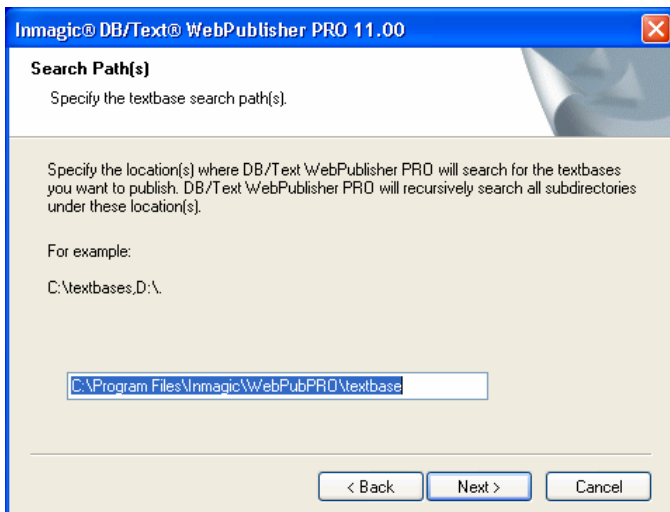 Inmagic® DB/Text® WebPublisher PRO 11.00
Search Path(s)
Specify the textbase search path(s).
Specify the location(s) where DB/Text WebPublisher PRO will search for the textbases
you want to publish. DB/Text WebPublisher PRO will recursively search all subdirectories
under these location(s).
For example:
C:\textbases,D:\.
C:\Program Files\Inmagic\WebPubPRO\textbase
< Back
Next >
Cancel